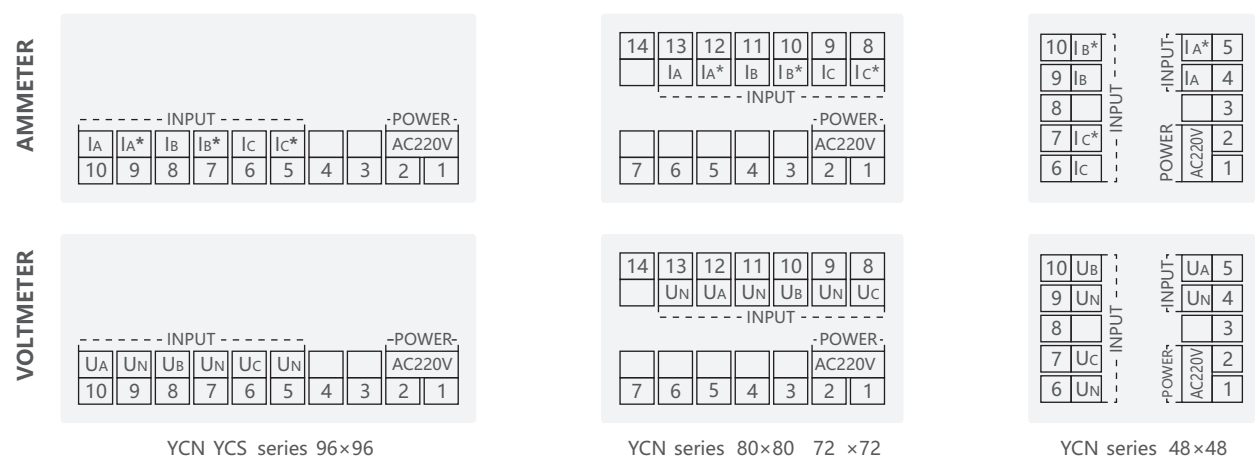 AMMETER
INPUT
POWER
IA IA* IB IB* IC IC* AC220V
10 9 8 7 6 5 4 3 2 1
14 13 12 11 10 9 8
IA IA* IB IB* IC IC*
INPUT
POWER
AC220V
7 6 5 4 3 2 1
10 IB*
9 IB
8
7 IC*
6 IC
INPUT
INPUT
IA* 5
IA 4
3
POWER
AC220V
2
1
VOLTMETER
INPUT
POWER
UA UN UB UN UC UN AC220V
10 9 8 7 6 5 4 3 2 1
14 13 12 11 10 9 8
UN UA UN UB UN UC
INPUT
POWER
AC220V
7 6 5 4 3 2 1
10 UB
9 UN
8
7 UC
6 UN
INPUT
INPUT
UA 5
UN 4
3
POWER
AC220V
2
1
YCN YCS series 96×96
YCN series 80×80 72 ×72
YCN series 48×48